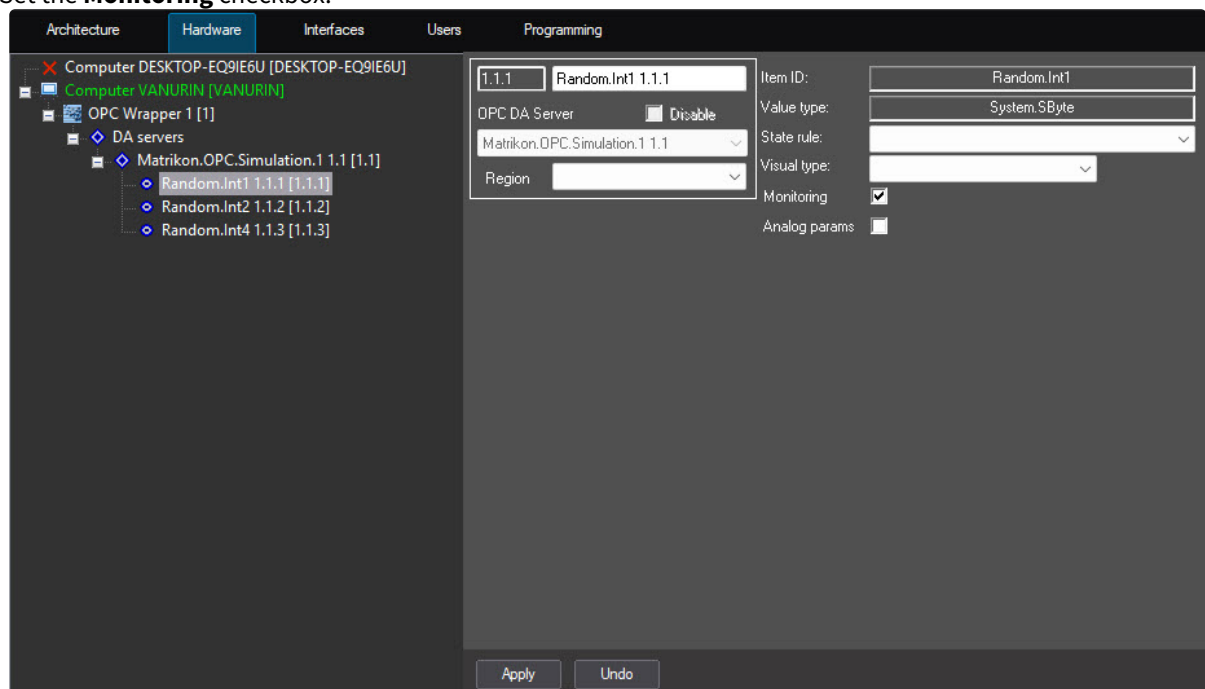 Set the Monitoring checkbox.
Architecture Hardware Interfaces Users Programming
Computer DESKTOP-EQ9IE6U [DESKTOP-EQ9IE6U]
Computer VANURIN [VANURIN]
OPC Wrapper 1 [1]
DA servers
Matrikon.OPC.Simulation.1 1.1 [1.1]
Random.Int1 1.1.1 [1.1.1]
Random.Int2 1.1.2 [1.1.2]
Random.Int4 1.1.3 [1.1.3]
1.1.1 Random.Int1 1.1.1
OPC DA Server Disable
Matrikon.OPC.Simulation.1 1.1
Region
Item ID: Random.Int1
Value type: System.SByte
State rule:
Visual type:
Monitoring
Analog params
Apply Undo